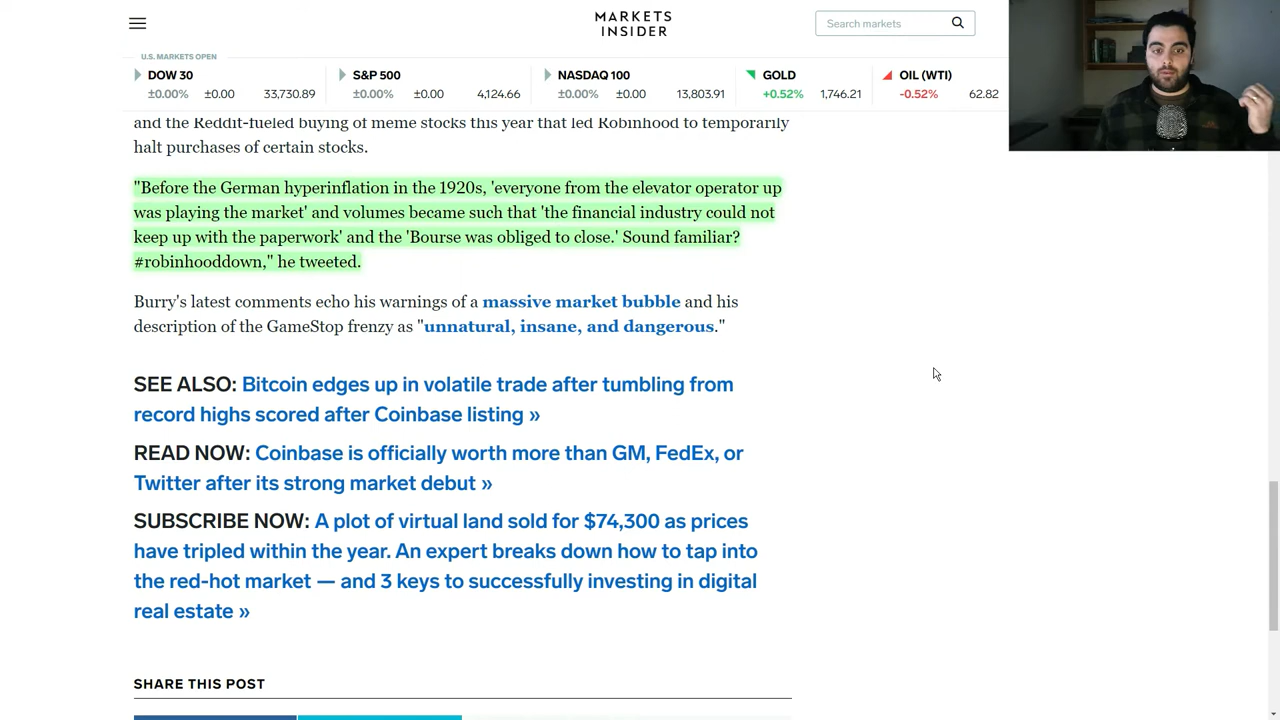 MARKETS
INSIDER
Search markets
U.S. MARKETS OPEN
DOW 30
±0.00% ±0.00 33,730.89
S&P 500
±0.00% ±0.00 4,124.66
NASDAQ 100
±0.00% ±0.00 13,803.91
GOLD
+0.52% 1,746.21
OIL (WTI)
-0.52% 62.82
and the Reddit-fueled buying of meme stocks this year that led Robinhood to temporarily
halt purchases of certain stocks.
"Before the German hyperinflation in the 1920s, 'everyone from the elevator operator up
was playing the market' and volumes became such that 'the financial industry could not
keep up with the paperwork' and the 'Bourse was obliged to close.' Sound familiar?
#robinhooddown," he tweeted.
Burry's latest comments echo his warnings of a massive market bubble and his
description of the GameStop frenzy as "unnatural, insane, and dangerous."
SEE ALSO: Bitcoin edges up in volatile trade after tumbling from
record highs scored after Coinbase listing »
READ NOW: Coinbase is officially worth more than GM, FedEx, or
Twitter after its strong market debut »
SUBSCRIBE NOW: A plot of virtual land sold for $74,300 as prices
have tripled within the year. An expert breaks down how to tap into
the red-hot market — and 3 keys to successfully investing in digital
real estate »
SHARE THIS POST